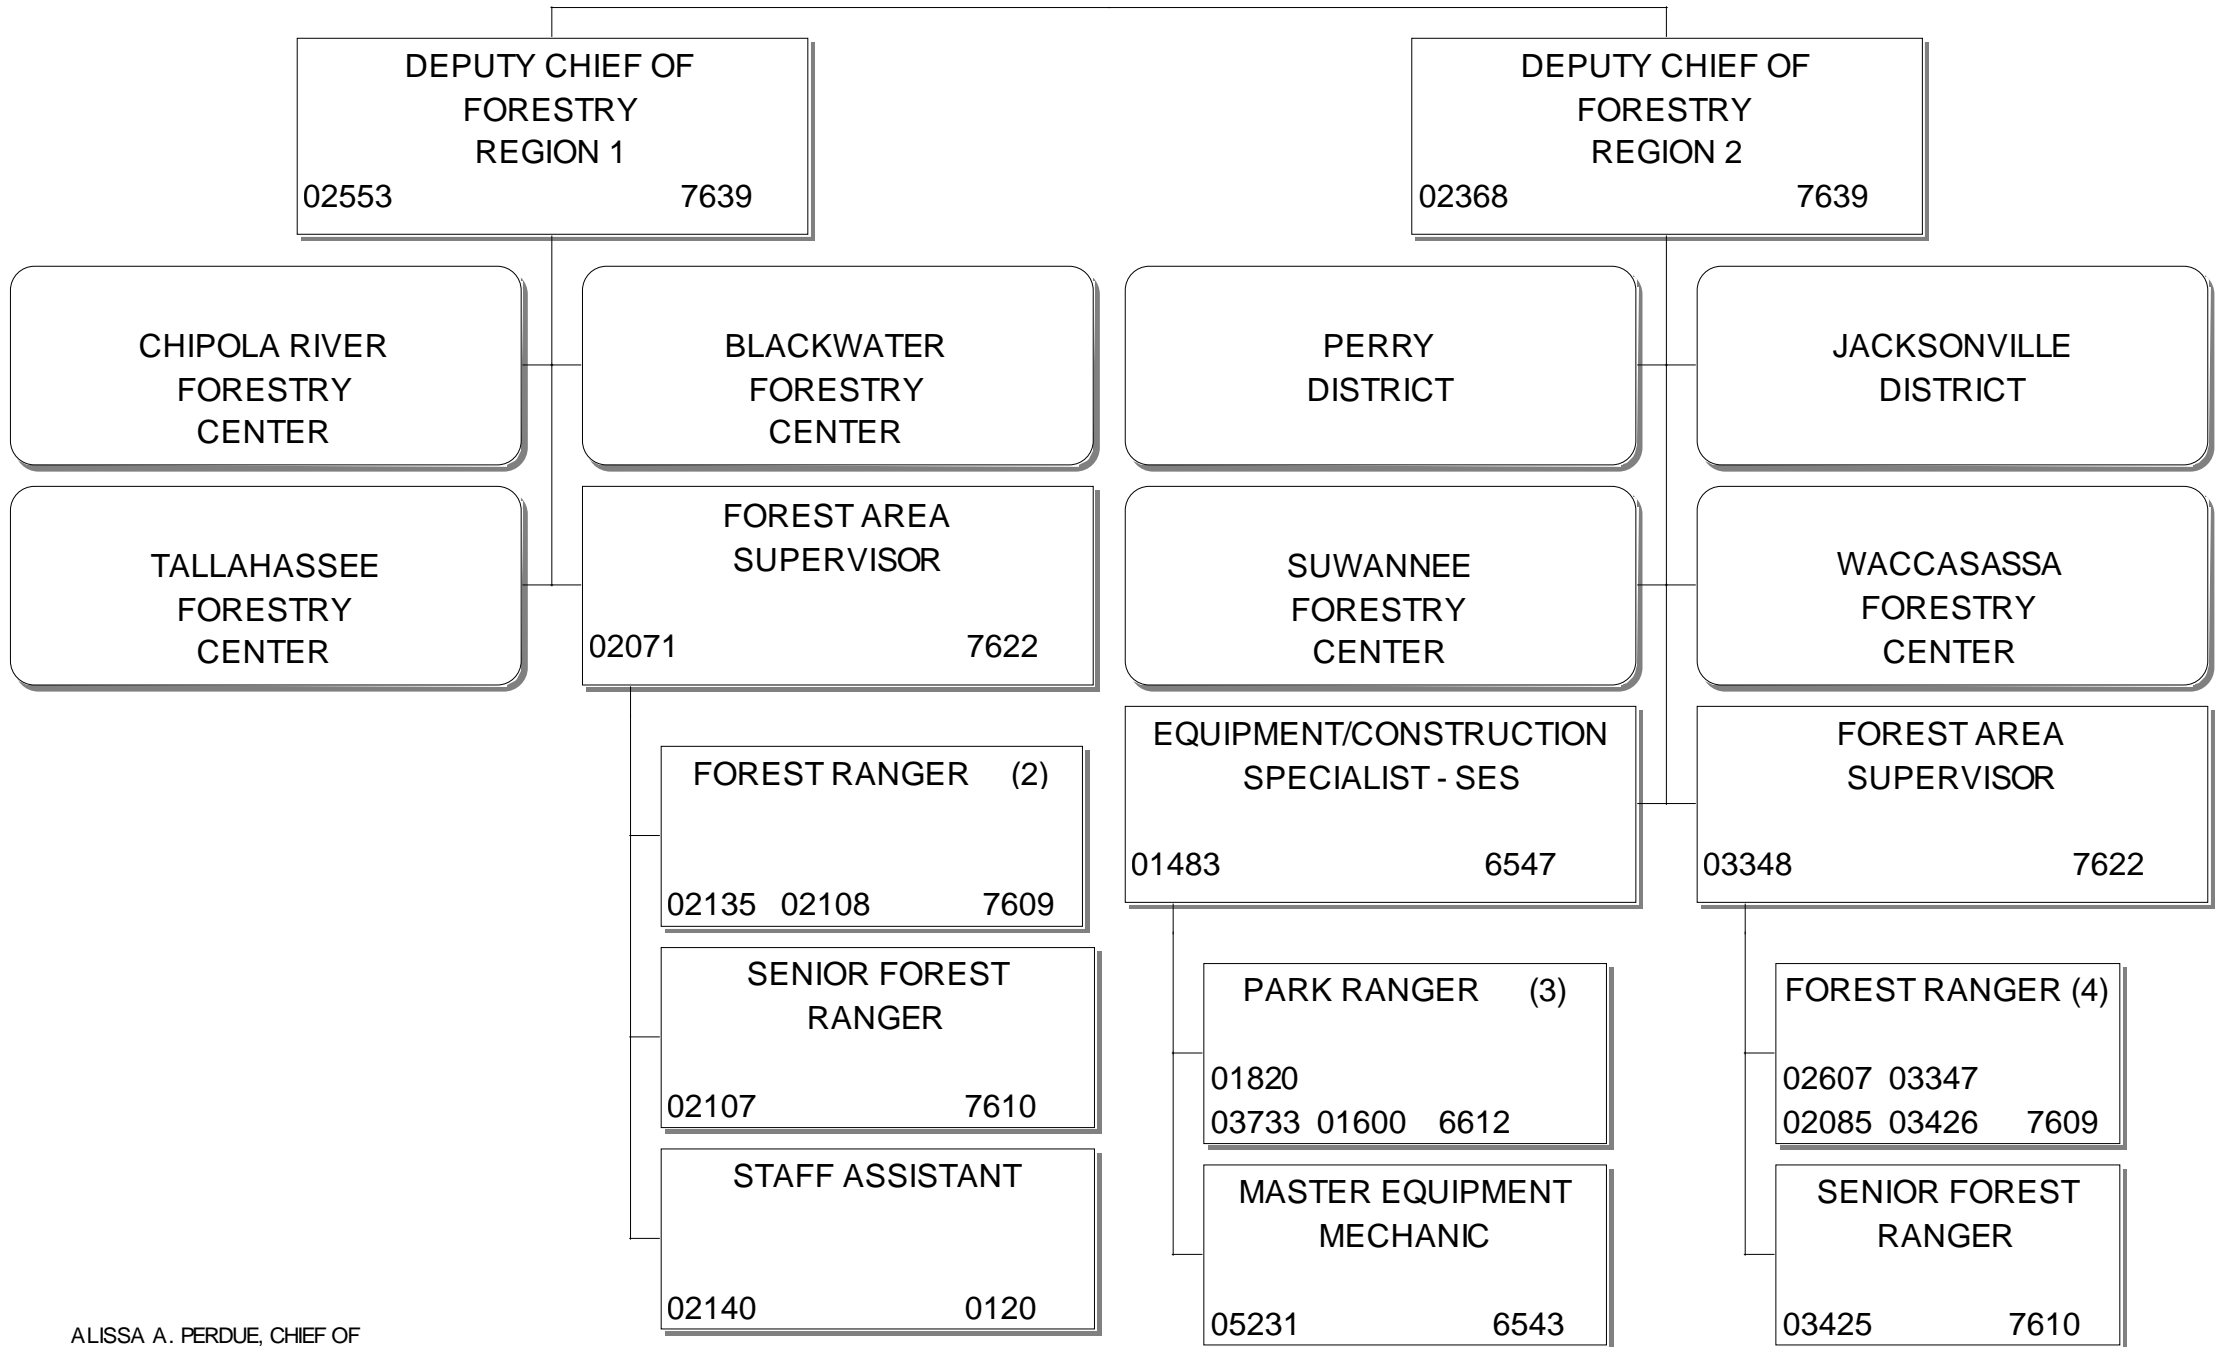 DEPUTY CHIEF OF
FORESTRY
REGION 1
02553 7639
DEPUTY CHIEF OF
FORESTRY
REGION 2
02368 7639
CHIPOLA RIVER
FORESTRY
CENTER
BLACKWATER
FORESTRY
CENTER
PERRY
DISTRICT
JACKSONVILLE
DISTRICT
TALLAHASSEE
FORESTRY
CENTER
FOREST AREA
SUPERVISOR
02071 7622
SUWANNEE
FORESTRY
CENTER
WACCASASSA
FORESTRY
CENTER
FOREST RANGER (2)
02135 02108 7609
SENIOR FOREST
RANGER
02107 7610
STAFF ASSISTANT
02140 0120
EQUIPMENT/CONSTRUCTION
SPECIALIST - SES
01483 6547
FOREST AREA
SUPERVISOR
03348 7622
PARK RANGER (3)
01820
03733 01600 6612
MASTER EQUIPMENT
MECHANIC
05231 6543
FOREST RANGER (4)
02607 03347
02085 03426 7609
SENIOR FOREST
RANGER
03425 7610
ALISSA A. PERDUE, CHIEF OF